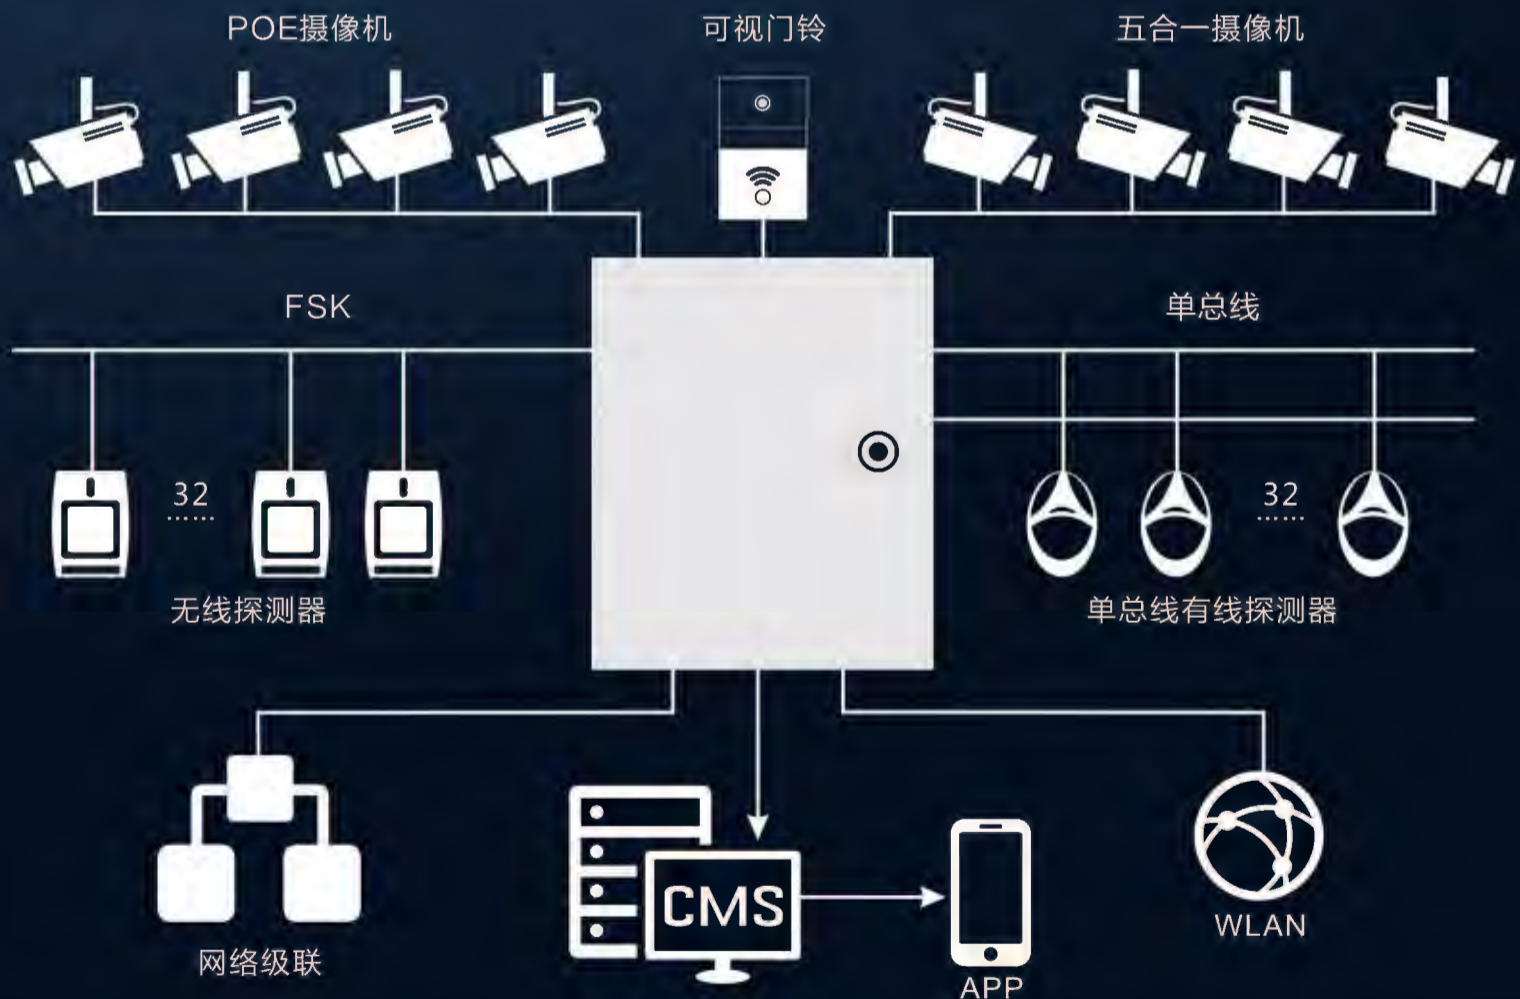 POE摄像机
可视门铃
五合一摄像机
FSK
单总线
32
......
32
......
无线探测器
单总线有线探测器
CMS
WLAN
网络级联
APP